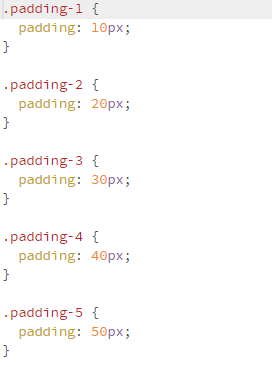 .padding-1 {
  padding: 10px;
}

.padding-2 {
  padding: 20px;
}

.padding-3 {
  padding: 30px;
}

.padding-4 {
  padding: 40px;
}

.padding-5 {
  padding: 50px;
}